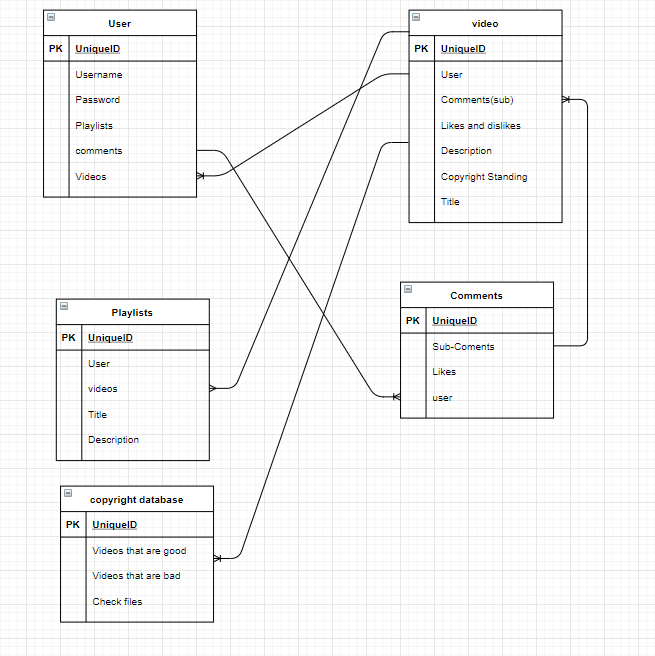 User
PK UniqueID
Username
Password
Playlists
comments
Videos
video
PK UniqueID
User
Comments(sub)
Likes and dislikes
Description
Copyright Standing
Title
Playlists
PK UniqueID
User
videos
Title
Description
Comments
PK UniqueID
Sub-Coments
Likes
user
copyright database
PK UniqueID
Videos that are good
Videos that are bad
Check files